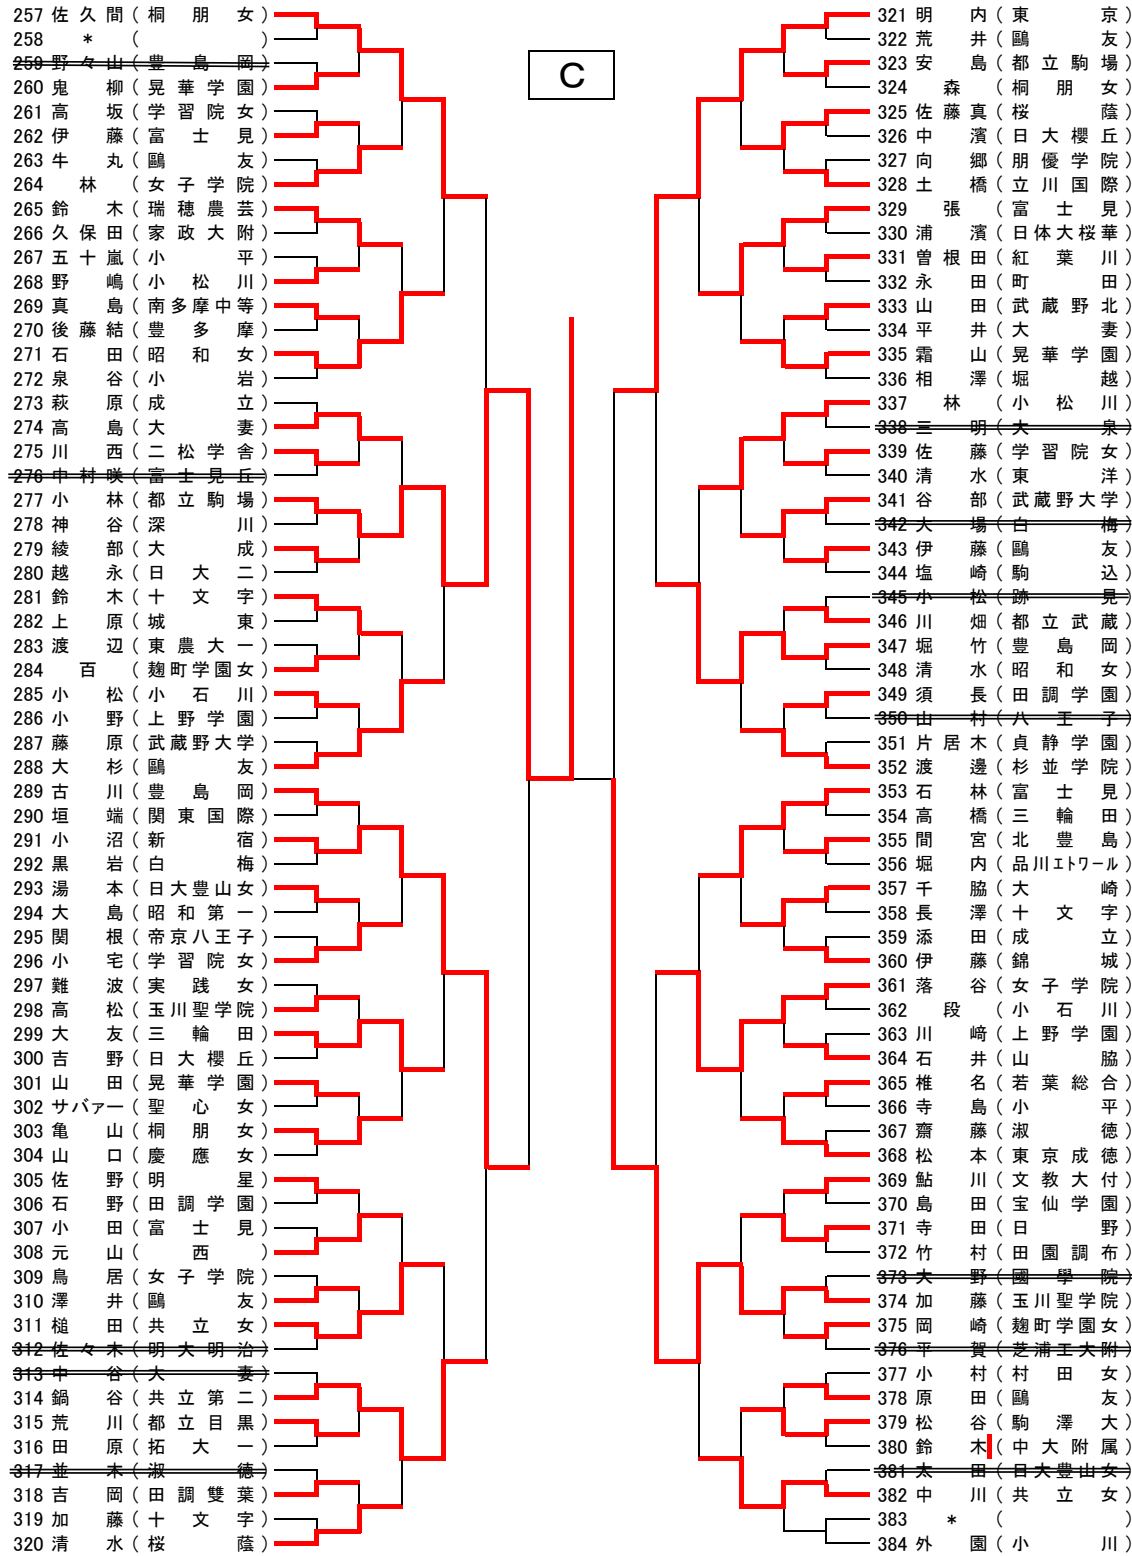 C
257 佐久間 (桐朋女)
258 * ( )
259 野々山 (豊島岡)
260 鬼柳 (晃華学園)
261 高坂 (学習院女)
262 伊藤 (富士見)
263 牛丸 (鷗友)
264 林 (女子学院)
265 鈴木 (瑞穂農芸)
266 久保田 (家政大附)
267 五十嵐 (小平)
268 野嶋 (小松川)
269 真島 (南多摩中等)
270 後藤結 (豊多摩)
271 石田 (昭和女)
272 泉谷 (小岩)
273 萩原 (成立)
274 高島 (大妻)
275 川西 (二松学舎)
276 中村咲 (富士見丘)
277 小林 (都立駒場)
278 神谷 (深川)
279 綾部 (大成)
280 越永 (日大二)
281 鈴木 (十文字)
282 上原 (城東)
283 渡辺 (東農大一)
284 百 (麹町学園女)
285 小松 (小石川)
286 小野 (上野学園)
287 藤原 (武蔵野大学)
288 大杉 (鷗友)
289 古川 (豊島岡)
290 垣端 (関東国際)
291 小沼 (新宿)
292 黒岩 (白梅)
293 湯本 (日大豊山女)
294 大島 (昭和第一)
295 関根 (帝京八王子)
296 小宅 (学習院女)
297 難波 (実践女)
298 高松 (玉川聖学院)
299 大友 (三輪田)
300 吉野 (日大櫻丘)
301 山田 (晃華学園)
302 サバァー (聖心女)
303 亀山 (桐朋女)
304 山口 (慶應女)
305 佐野 (明星)
306 石野 (田調学園)
307 小田 (富士見)
308 元山 (西)
309 鳥居 (女子学院)
310 澤井 (鷗友)
311 槌田 (共立女)
312 佐々木 (明大明治)
313 中谷 (大妻)
314 鍋谷 (共立第二)
315 荒川 (都立目黒)
316 田原 (拓大一)
317 並木 (淑徳)
318 吉岡 (田調雙葉)
319 加藤 (十文字)
320 清水 (桜蔭)
321 明内 (東京)
322 荒井 (鷗友)
323 安島 (都立駒場)
324 森 (桐朋女)
325 佐藤真 (桜蔭)
326 中濱 (日大櫻丘)
327 向郷 (朋優学院)
328 土橋 (立川国際)
329 張 (富士見)
330 浦濱 (日体大桜華)
331 曽根田 (紅葉川)
332 永田 (町田)
333 山田 (武蔵野北)
334 平井 (大妻)
335 霜山 (晃華学園)
336 相澤 (堀越)
337 林 (小松川)
338 三明 (大泉)
339 佐藤 (学習院女)
340 清水 (東洋)
341 谷部 (武蔵野大学)
342 大場 (白梅)
343 伊藤 (鷗友)
344 塩崎 (駒込)
345 小松 (跡見)
346 川畑 (都立武蔵)
347 堀竹 (豊島岡)
348 清水 (昭和女)
349 須長 (田調学園)
350 山村 (八王子)
351 片居木 (貞静学園)
352 渡邊 (杉並学院)
353 石林 (富士見)
354 高橋 (三輪田)
355 間宮 (北豊島)
356 堀内 (品川エトワール)
357 千脇 (大崎)
358 長澤 (十文字)
359 添田 (成立)
360 伊藤 (錦城)
361 落谷 (女子学院)
362 段 (小石川)
363 川﨑 (上野学園)
364 石井 (山脇)
365 椎名 (若葉総合)
366 寺島 (小平)
367 齋藤 (淑徳)
368 松本 (東京成徳)
369 鮎川 (文教大付)
370 島田 (宝仙学園)
371 寺田 (日野)
372 竹村 (田園調布)
373 大野 (國學院)
374 加藤 (玉川聖学院)
375 岡崎 (麹町学園女)
376 平賀 (芝浦工大附)
377 小村 (村田女)
378 原田 (鷗友)
379 松谷 (駒澤大)
380 鈴木 (中大附属)
381 太田 (日大豊山女)
382 中川 (共立女)
383 * ( )
384 外園 (小川)